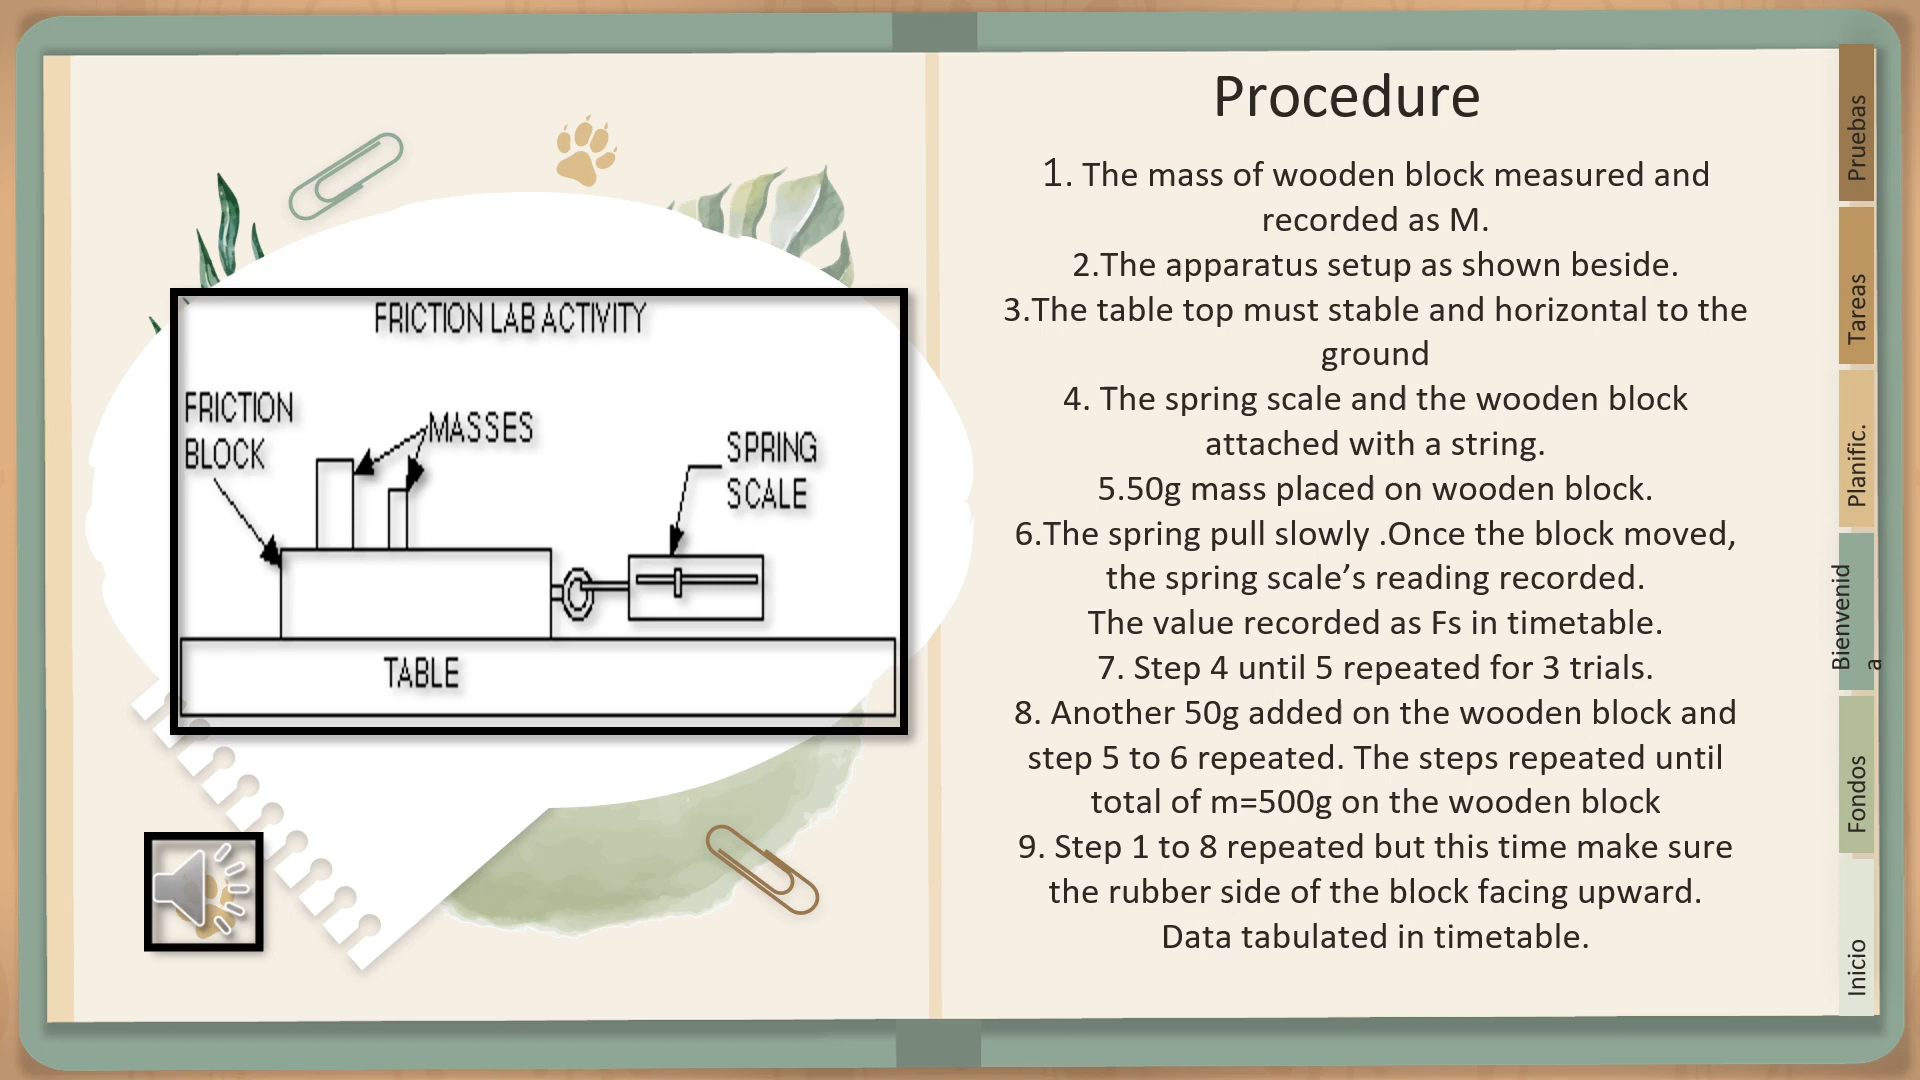 FRICTION LAB ACTIVITY
FRICTION
BLOCK
MASSES
SPRING
SCALE
TABLE
Procedure
1. The mass of wooden block measured and
recorded as M.
2.The apparatus setup as shown beside.
3.The table top must stable and horizontal to the
ground
4. The spring scale and the wooden block
attached with a string.
5.50g mass placed on wooden block.
6.The spring pull slowly .Once the block moved,
the spring scale’s reading recorded.
The value recorded as Fs in timetable.
7. Step 4 until 5 repeated for 3 trials.
8. Another 50g added on the wooden block and
step 5 to 6 repeated. The steps repeated until
total of m=500g on the wooden block
9. Step 1 to 8 repeated but this time make sure
the rubber side of the block facing upward.
Data tabulated in timetable.
Pruebas
Tareas
Planific.
Bienvenid
a
Fondos
Inicio